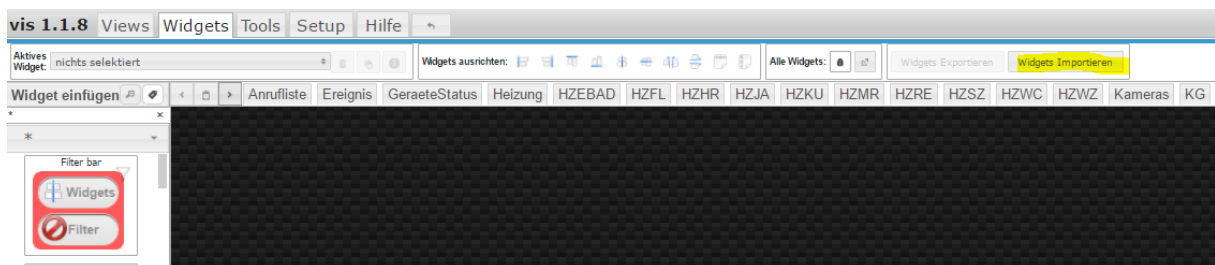 vis 1.1.8 Views Widgets Tools Setup Hilfe
Aktives Widget: nichts selektiert Widgets ausrichten: Alle Widgets: Widgets Exportieren Widgets Importieren
Widget einfügen Anrufliste Ereignis GeraeteStatus Heizung HZEBAD HZFL HZHR HZJA HZKU HZMR HZRE HZSZ HZWC HZWZ Kameras KG
* ×
*
Filter bar
Widgets
Filter